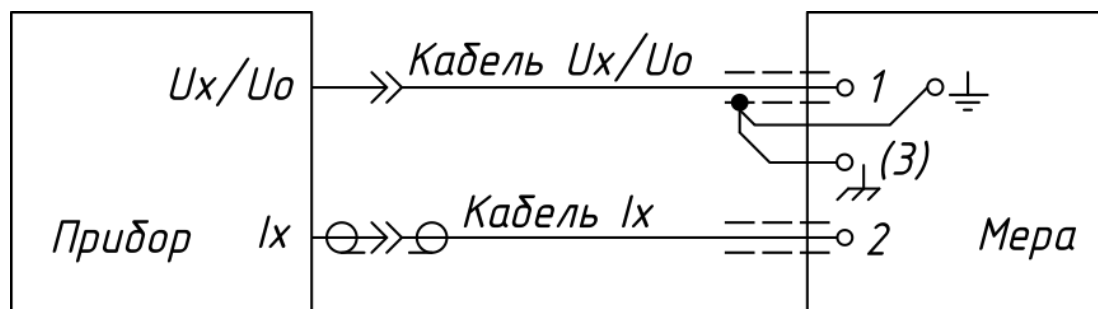 Кабель Ux/Uo
Ux/Uo
1
(3)
Кабель Ix
Прибор
Ix
2
Мера